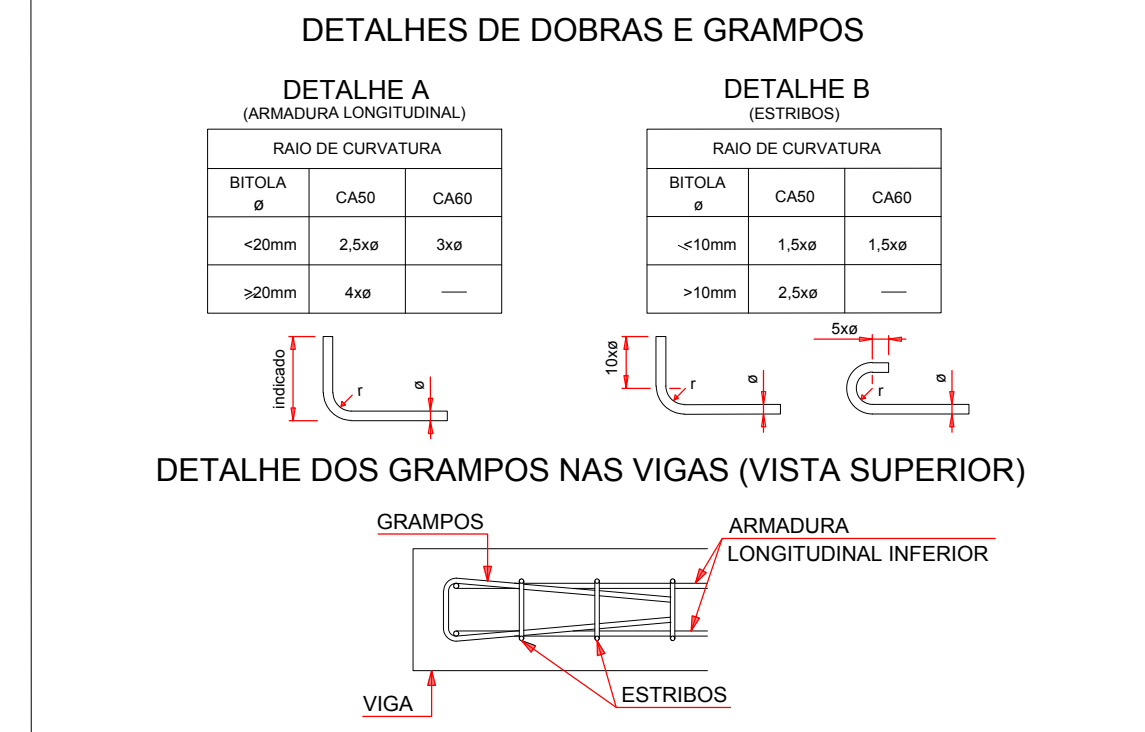 DETALHES DE DOBRAS E GRAMPOS
DETALHE A
(ARMADURA LONGITUDINAL)
RAIO DE CURVATURA
BITOLA
ø
CA50
CA60
<20mm
2,5xø
3xø
⩾20mm
4xø
—
indicado
r
ø
DETALHE B
(ESTRIBOS)
RAIO DE CURVATURA
BITOLA
ø
CA50
CA60
⩽10mm
1,5xø
1,5xø
>10mm
2,5xø
—
10xø
r
ø
5xø
r
ø
DETALHE DOS GRAMPOS NAS VIGAS (VISTA SUPERIOR)
GRAMPOS
ARMADURA
LONGITUDINAL INFERIOR
VIGA
ESTRIBOS